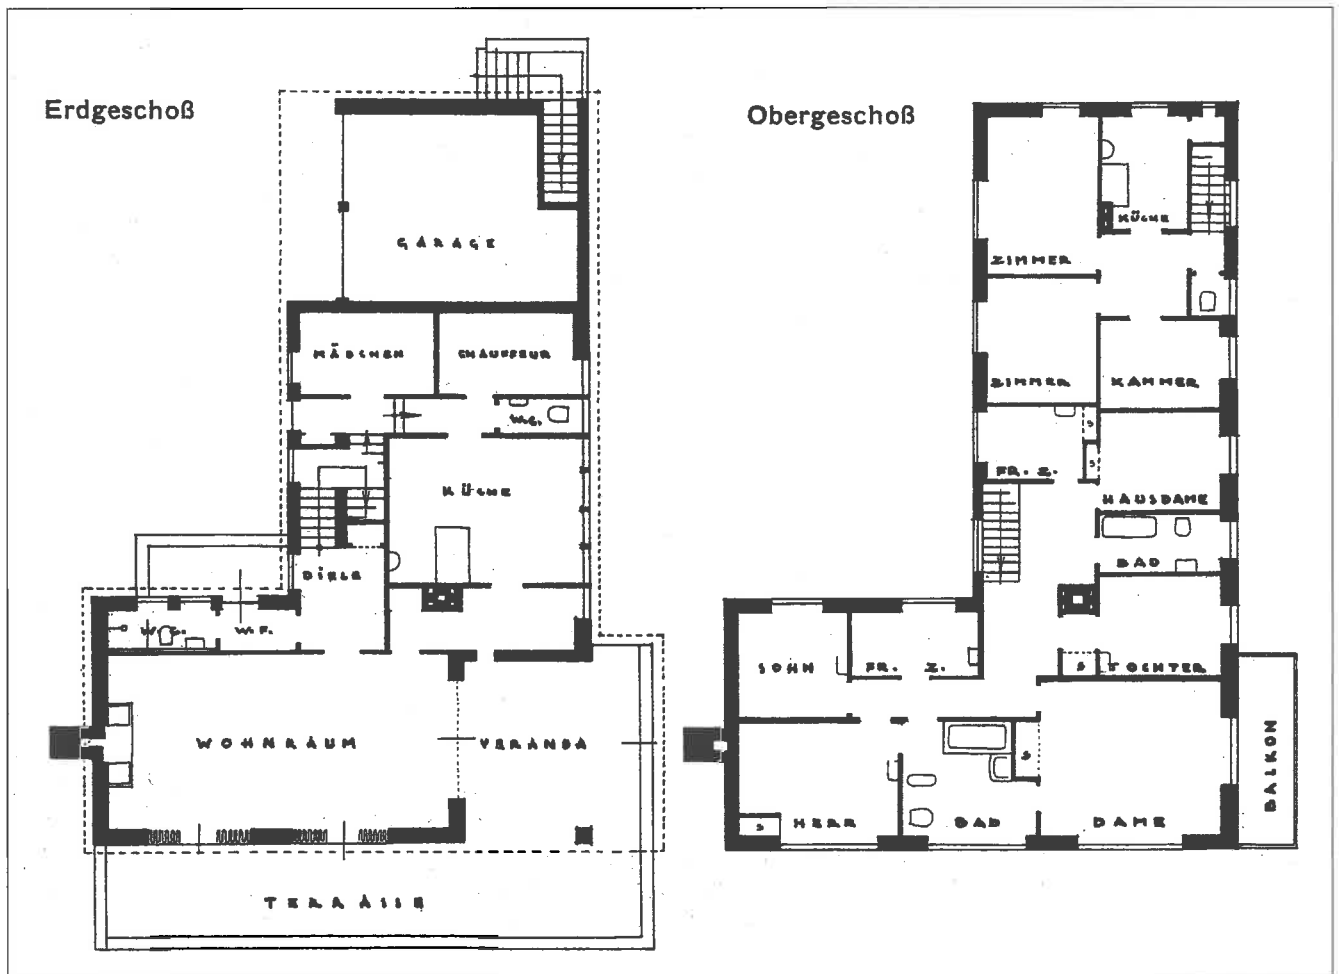 Erdgeschoß
GARAGE
MÄDCHEN
CHAUFFEUR
W.C.
KÜCHE
DIELE
W.C.
W.F.
WOHNRAUM
VERANDA
TERRASSE
Obergeschoß
KÜCHE
ZIMMER
ZIMMER
KAMMER
S
S
FR. Z.
HAUSDAME
BAD
SOHN
FR. Z.
S
TOCHTER
S
BALKON
S
HERR
BAD
DAME